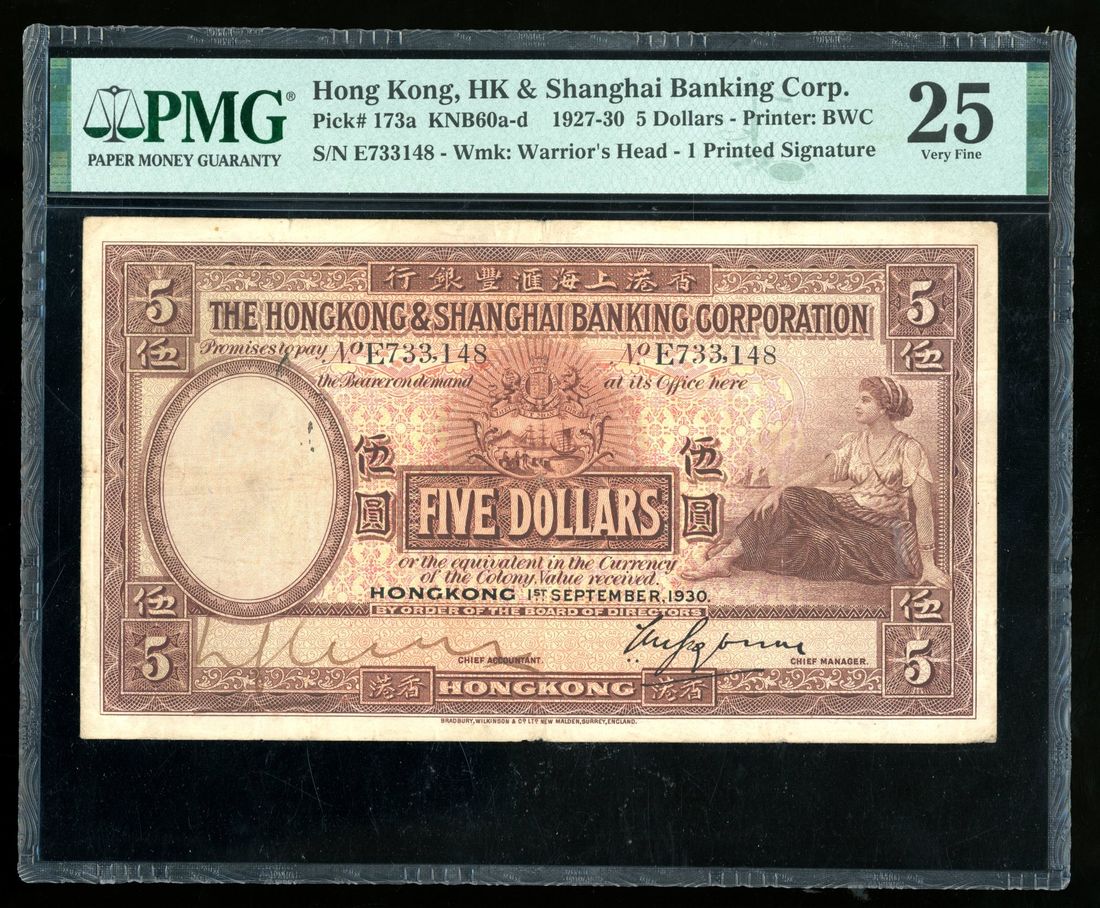 PMG®
PAPER MONEY GUARANTY
Hong Kong, HK & Shanghai Banking Corp.
Pick# 173a KNB60a-d 1927-30 5 Dollars - Printer: BWC
S/N E733148 - Wmk: Warrior's Head - 1 Printed Signature
25
Very Fine
行銀豐滙海上港香
5 5
THE HONGKONG & SHANGHAI BANKING CORPORATION
伍 伍
Promises to pay No E733,148 No E733,148
the Bearer on demand at its Office here
伍圓 伍圓
FIVE DOLLARS
or the equivalent in the Currency
of the Colony, Value received.
HONGKONG 1ST SEPTEMBER, 1930.
伍 伍
BY ORDER OF THE BOARD OF DIRECTORS
5 5
CHIEF ACCOUNTANT. CHIEF MANAGER.
港香 HONGKONG 港香
BRADBURY, WILKINSON & Co LTD NEW MALDEN, SURREY, ENGLAND.